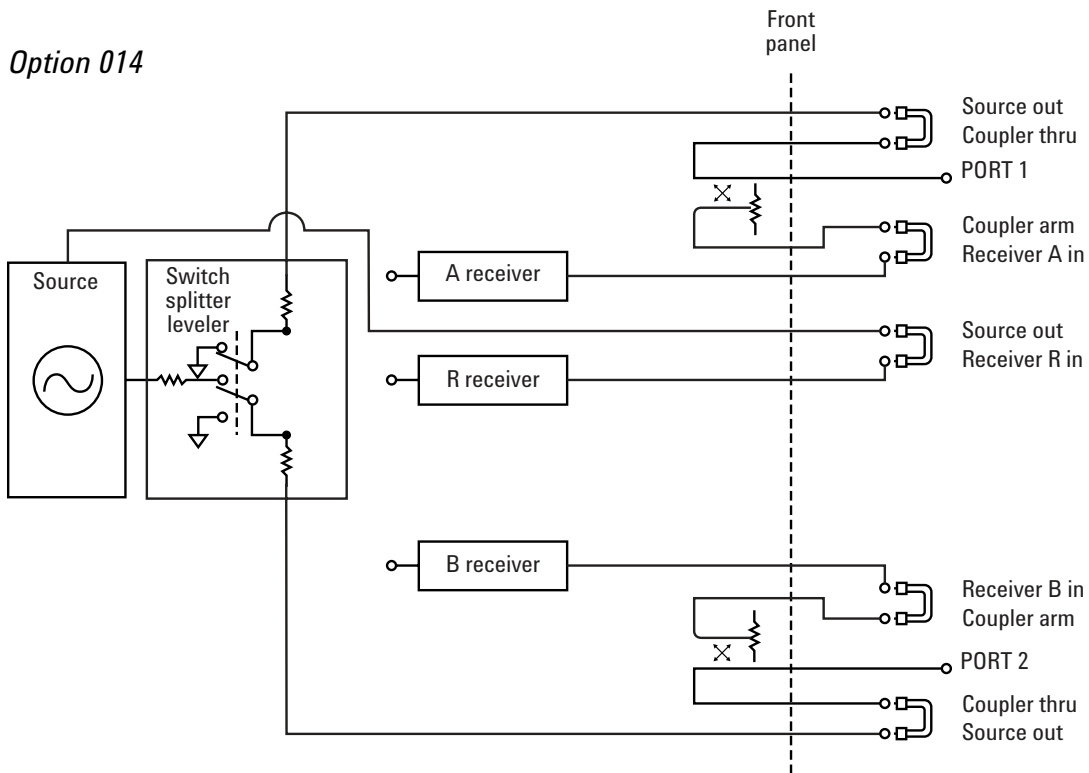 Option 014
Front
panel
Source out
Coupler thru
PORT 1
Coupler arm
Receiver A in
Source
Switch
splitter
leveler
A receiver
Source out
Receiver R in
R receiver
B receiver
Receiver B in
Coupler arm
PORT 2
Coupler thru
Source out